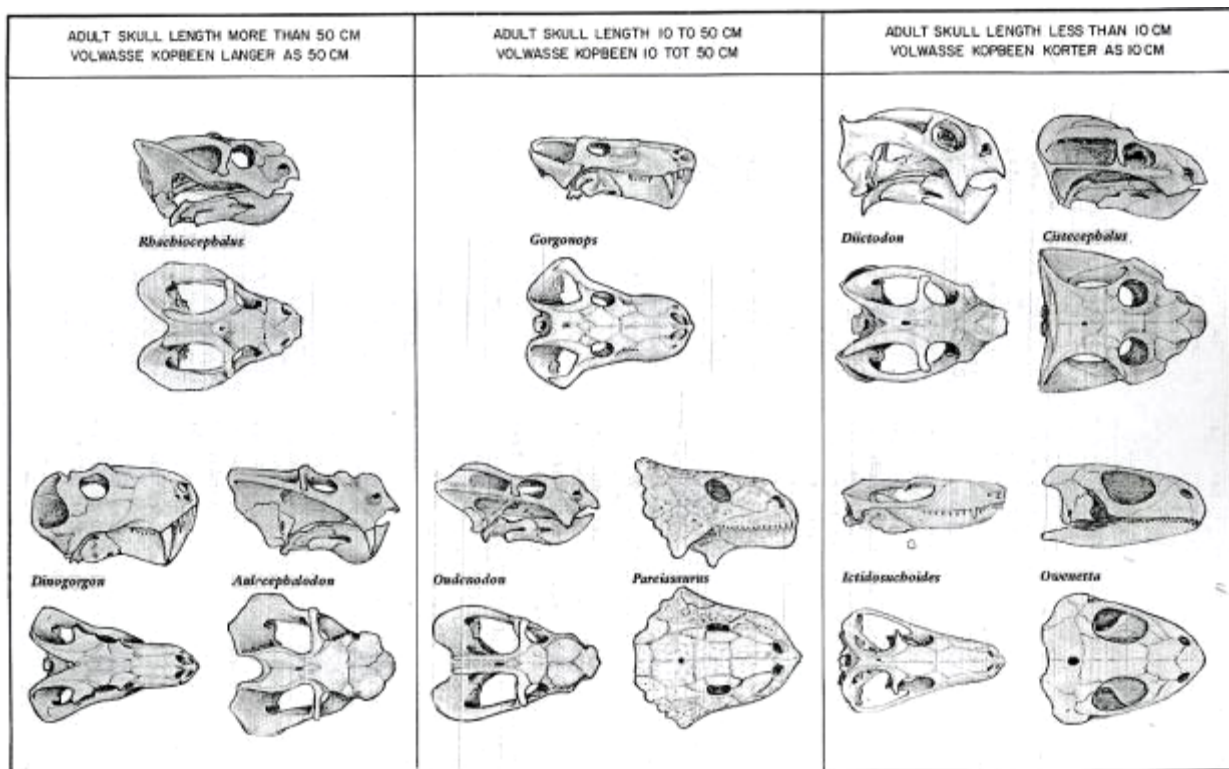 ADULT SKULL LENGTH MORE THAN 50 CM
VOLWASSE KOPBEEN LANGER AS 50 CM
ADULT SKULL LENGTH 10 TO 50 CM
VOLWASSE KOPBEEN 10 TOT 50 CM
ADULT SKULL LENGTH LESS THAN 10 CM
VOLWASSE KOPBEEN KORTER AS 10 CM
Rhachiocephalus
Gorgonops
Diictodon
Cistecephalus
Dinogorgon
Aulacephalodon
Oudenodon
Pareiasaurus
Ictidosuchoides
Owenetta